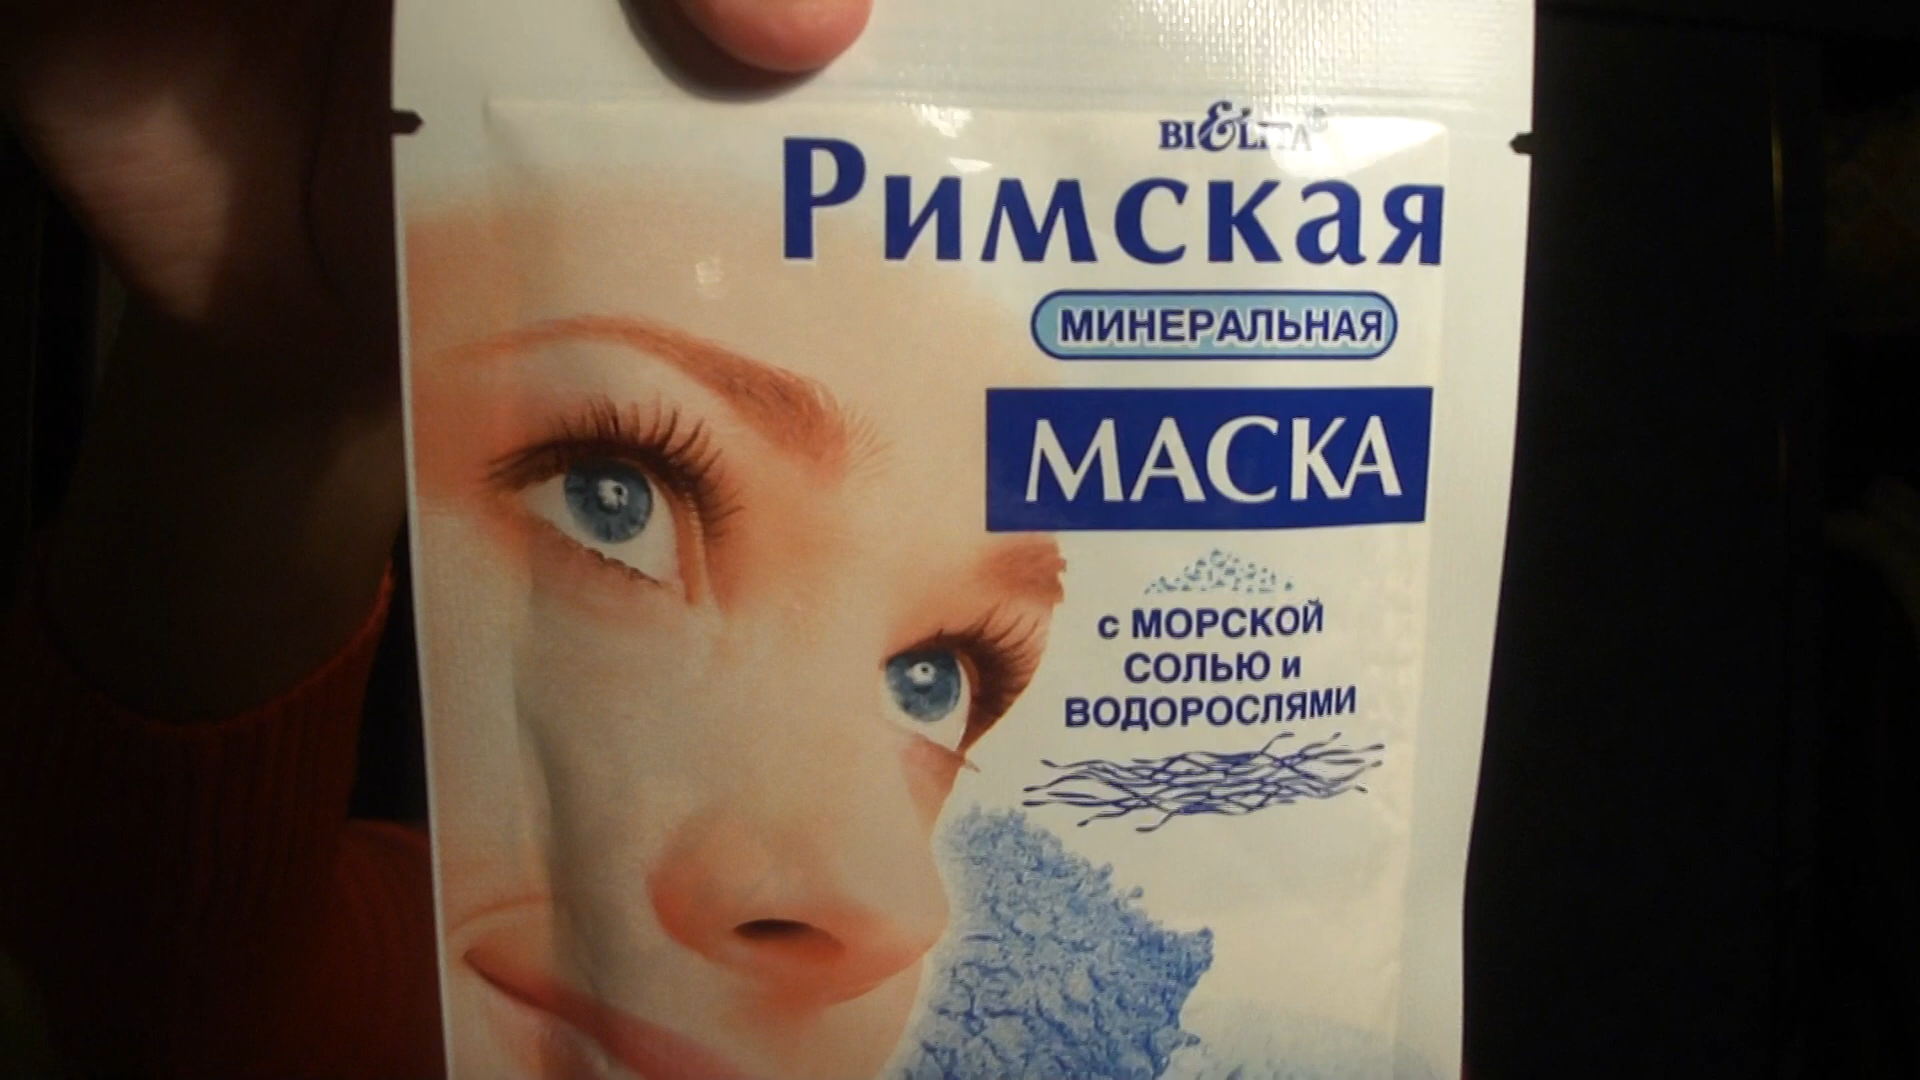 BIELITA
Римская
МИНЕРАЛЬНАЯ
МАСКА
с МОРСКОЙ
СОЛЬЮ и
ВОДОРОСЛЯМИ